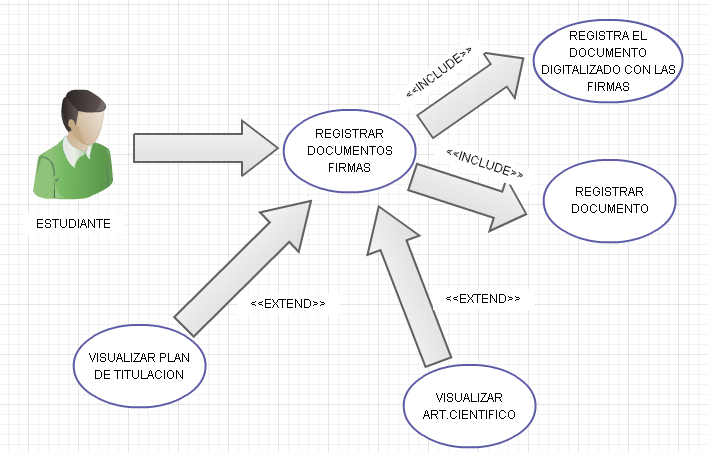 REGISTRA EL
DOCUMENTO
DIGITALIZADO CON LAS
FIRMAS
<<INCLUDE>>
REGISTRAR
DOCUMENTOS
FIRMAS
<<INCLUDE>>
REGISTRAR
DOCUMENTO
ESTUDIANTE
<<EXTEND>>
<<EXTEND>>
VISUALIZAR PLAN
DE TITULACION
VISUALIZAR
ART.CIENTIFICO